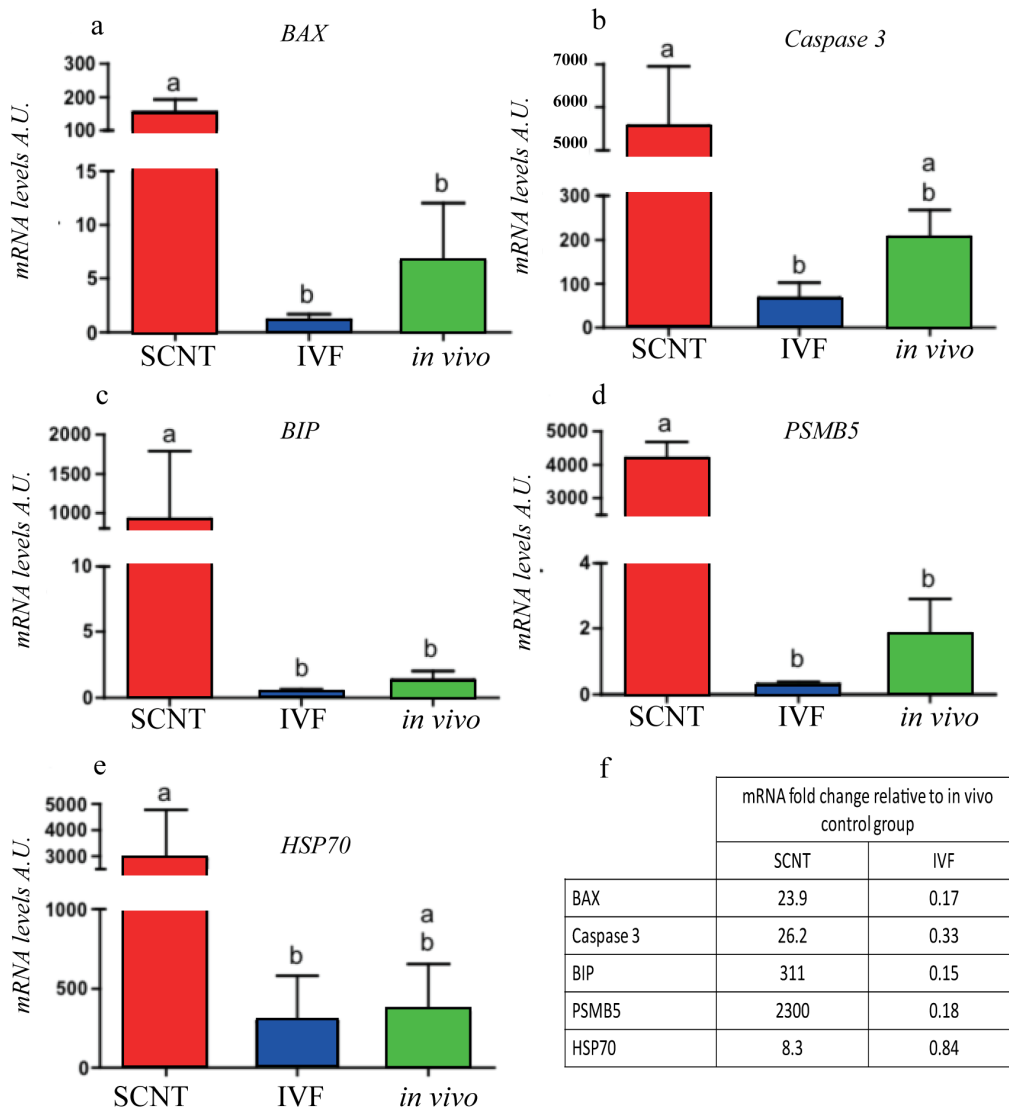 a
BAX
mRNA levels A.U.
300
200
100
15
10
5
0
a
b
b
SCNT IVF in vivo
b
Caspase 3
mRNA levels A.U.
7000
6000
5000
300
200
100
0
a
b
a
b
SCNT IVF in vivo
c
BIP
mRNA levels A.U.
2000
1500
1000
10
5
0
a
b
b
SCNT IVF in vivo
d
PSMB5
mRNA levels A.U.
5000
4000
3000
4
2
0
a
b
b
SCNT IVF in vivo
e
HSP70
mRNA levels A.U.
5000
4000
3000
1000
500
0
a
b
a
b
SCNT IVF in vivo
f
mRNA fold change relative to in vivo
control group
SCNT IVF
BAX 23.9 0.17
Caspase 3 26.2 0.33
BIP 311 0.15
PSMB5 2300 0.18
HSP70 8.3 0.84